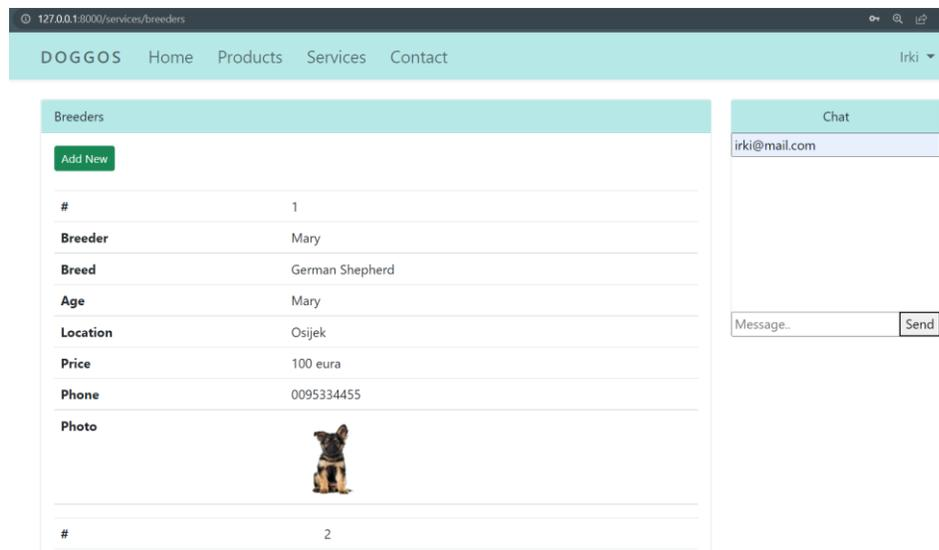 127.0.0.1:8000/services/breeders
DOGGOS Home Products Services Contact Irki
Breeders
Add New
# 1
Breeder Mary
Breed German Shepherd
Age Mary
Location Osijek
Price 100 eura
Phone 0095334455
Photo
# 2
Chat
irki@mail.com
Message..
Send